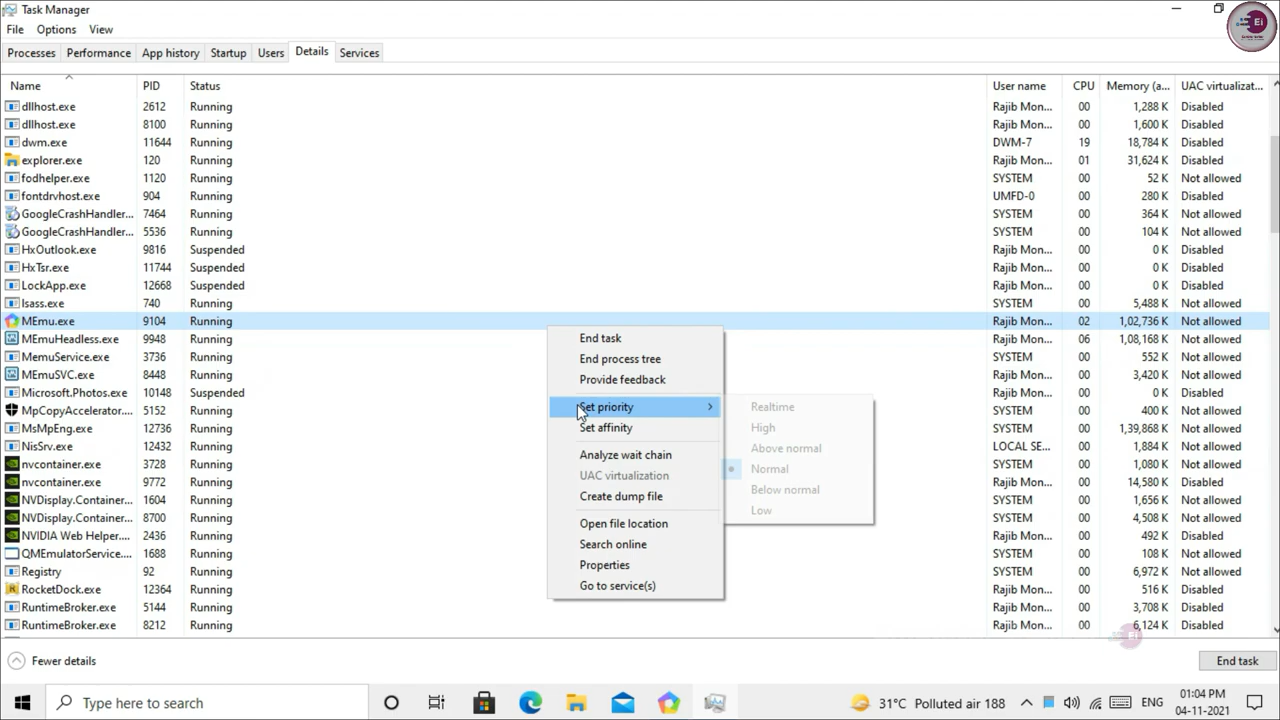 Task Manager
File Options View
Processes Performance App history Startup Users Details Services
Name PID Status User name CPU Memory (a... UAC virtualizat...
dllhost.exe 2612 Running Rajib Mon... 00 1,288 K Disabled
dllhost.exe 8100 Running Rajib Mon... 00 1,600 K Disabled
dwm.exe 11644 Running DWM-7 19 18,784 K Disabled
explorer.exe 120 Running Rajib Mon... 01 31,624 K Disabled
fodhelper.exe 1120 Running SYSTEM 00 52 K Not allowed
fontdrvhost.exe 904 Running UMFD-0 00 280 K Disabled
GoogleCrashHandler... 7464 Running SYSTEM 00 364 K Not allowed
GoogleCrashHandler... 5536 Running SYSTEM 00 104 K Not allowed
HxOutlook.exe 9816 Suspended Rajib Mon... 00 0 K Disabled
HxTsr.exe 11744 Suspended Rajib Mon... 00 0 K Disabled
LockApp.exe 12668 Suspended Rajib Mon... 00 0 K Disabled
lsass.exe 740 Running SYSTEM 00 5,488 K Not allowed
MEmu.exe 9104 Running Rajib Mon... 02 1,02,736 K Not allowed
MEmuHeadless.exe 9948 Running Rajib Mon... 06 1,08,168 K Not allowed
MemuService.exe 3736 Running SYSTEM 00 552 K Not allowed
MEmuSVC.exe 8448 Running Rajib Mon... 00 3,420 K Not allowed
Microsoft.Photos.exe 10148 Suspended Rajib Mon... 00 0 K Disabled
MpCopyAccelerator... 5152 Running SYSTEM 00 400 K Not allowed
MsMpEng.exe 2772 Running SYSTEM 00 1,39,868 K Not allowed
NisSrv.exe 12432 Running LOCAL SE... 00 1,884 K Not allowed
nvcontainer.exe 3728 Running SYSTEM 00 1,080 K Not allowed
nvcontainer.exe 9072 Running Rajib Mon... 00 14,580 K Disabled
NVDisplay.Container... 1604 Running SYSTEM 00 1,656 K Not allowed
NVDisplay.Container... 8700 Running SYSTEM 00 4,508 K Not allowed
NVIDIA Web Helper... 2436 Running Rajib Mon... 00 492 K Disabled
QMEmulatorService.... 1688 Running SYSTEM 00 108 K Not allowed
Registry 92 Running SYSTEM 00 6,972 K Not allowed
RocketDock.exe 12364 Running Rajib Mon... 00 516 K Disabled
RuntimeBroker.exe 5144 Running Rajib Mon... 00 3,708 K Disabled
RuntimeBroker.exe 8212 Running Rajib Mon... 00 6,124 K Disabled
End task
End process tree
Provide feedback
Set priority
Set affinity
Analyze wait chain
UAC virtualization
Create dump file
Open file location
Search online
Properties
Go to service(s)
Realtime
High
Above normal
Normal
Below normal
Low
Fewer details
End task
Type here to search
31°C Polluted air 188
ENG
01:04 PM
04-11-2021
Ei
Ei